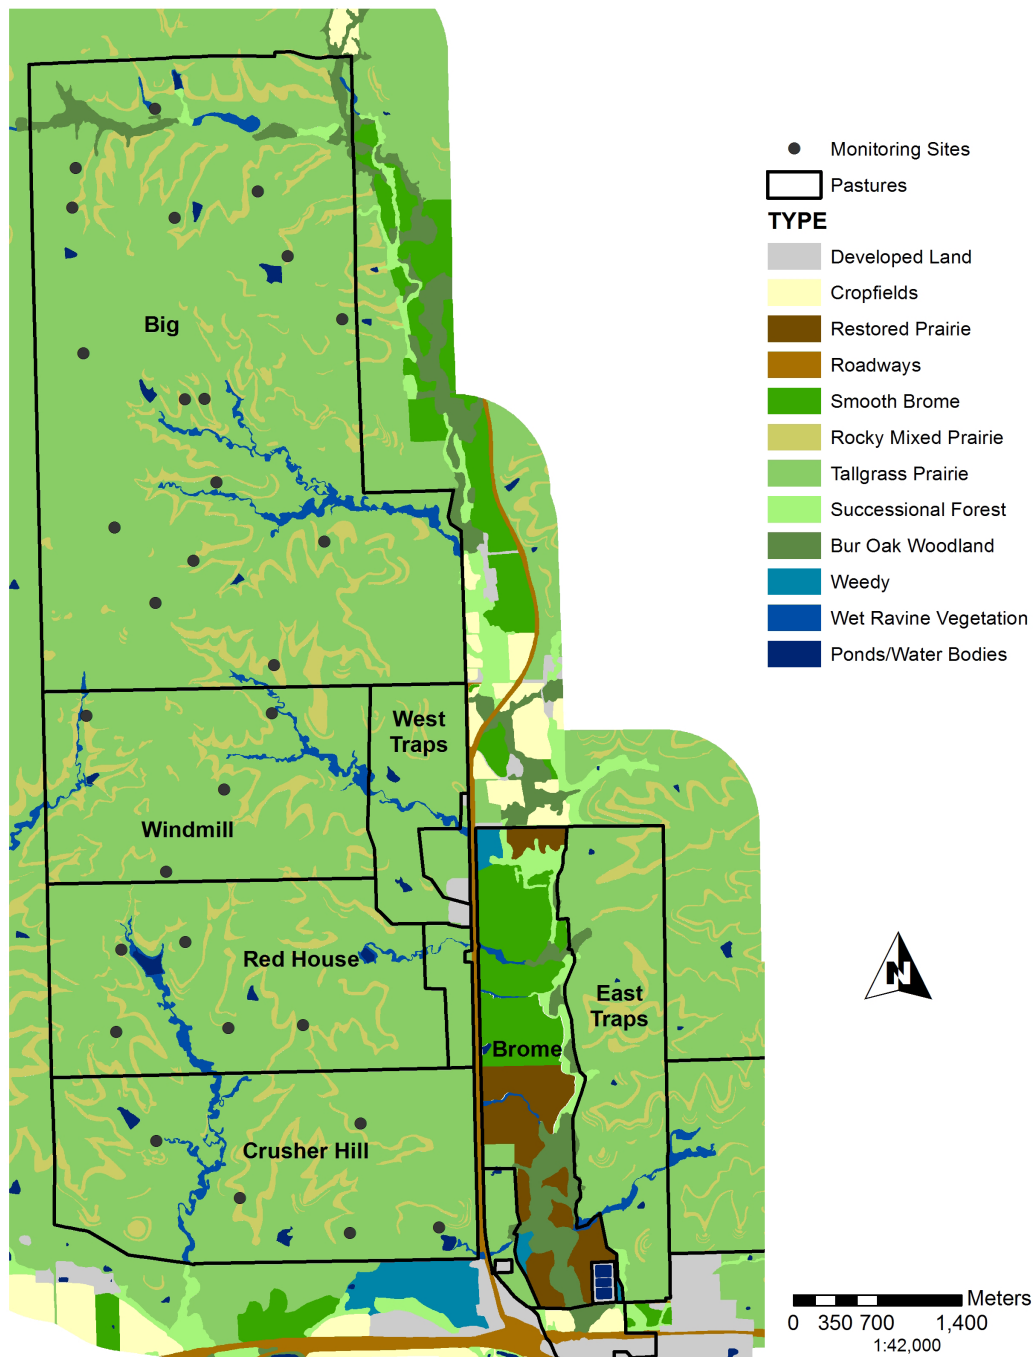 Big
West
Traps
Windmill
Red House
East
Traps
Brome
Crusher Hill
Monitoring Sites
Pastures
TYPE
Developed Land
Cropfields
Restored Prairie
Roadways
Smooth Brome
Rocky Mixed Prairie
Tallgrass Prairie
Successional Forest
Bur Oak Woodland
Weedy
Wet Ravine Vegetation
Ponds/Water Bodies
N
Meters
0 350 700 1,400
1:42,000